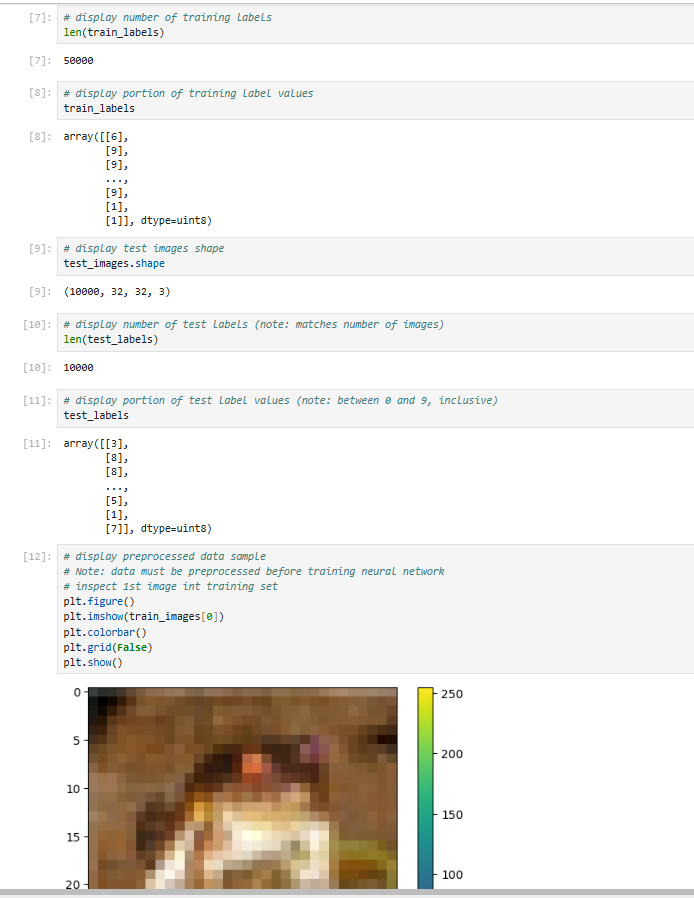 [7]: # display number of training labels
len(train_labels)
[7]: 50000
[8]: # display portion of training label values
train_labels
[8]: array([[6],
[9],
[9],
...,
[9],
[1],
[1]], dtype=uint8)
[9]: # display test images shape
test_images.shape
[9]: (10000, 32, 32, 3)
[10]: # display number of test labels (note: matches number of images)
len(test_labels)
[10]: 10000
[11]: # display portion of test label values (note: between 0 and 9, inclusive)
test_labels
[11]: array([[3],
[8],
[8],
...,
[5],
[1],
[7]], dtype=uint8)
[12]: # display preprocessed data sample
# Note: data must be preprocessed before training neural network
# inspect 1st image int training set
plt.figure()
plt.imshow(train_images[0])
plt.colorbar()
plt.grid(False)
plt.show()
0 250
5 200
10
15 150
20 100